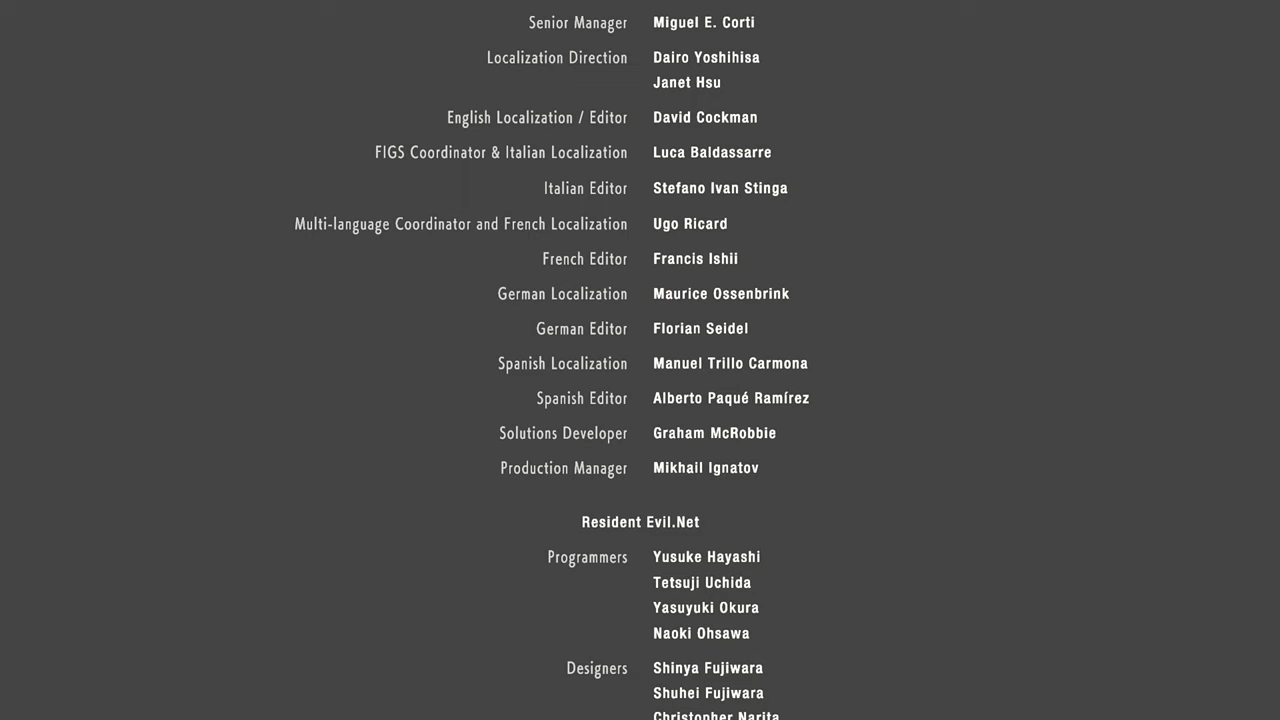 Senior Manager Miguel E. Corti
Localization Direction Dairo Yoshihisa
Janet Hsu
English Localization / Editor David Cockman
FIGS Coordinator & Italian Localization Luca Baldassarre
Italian Editor Stefano Ivan Stinga
Multi-language Coordinator and French Localization Ugo Ricard
French Editor Francis Ishii
German Localization Maurice Ossenbrink
German Editor Florian Seidel
Spanish Localization Manuel Trillo Carmona
Spanish Editor Alberto Paqué Ramírez
Solutions Developer Graham McRobbie
Production Manager Mikhail Ignatov
Resident Evil.Net
Programmers Yusuke Hayashi
Tetsuji Uchida
Yasuyuki Okura
Naoki Ohsawa
Designers Shinya Fujiwara
Shuhei Fujiwara
Christopher Narita